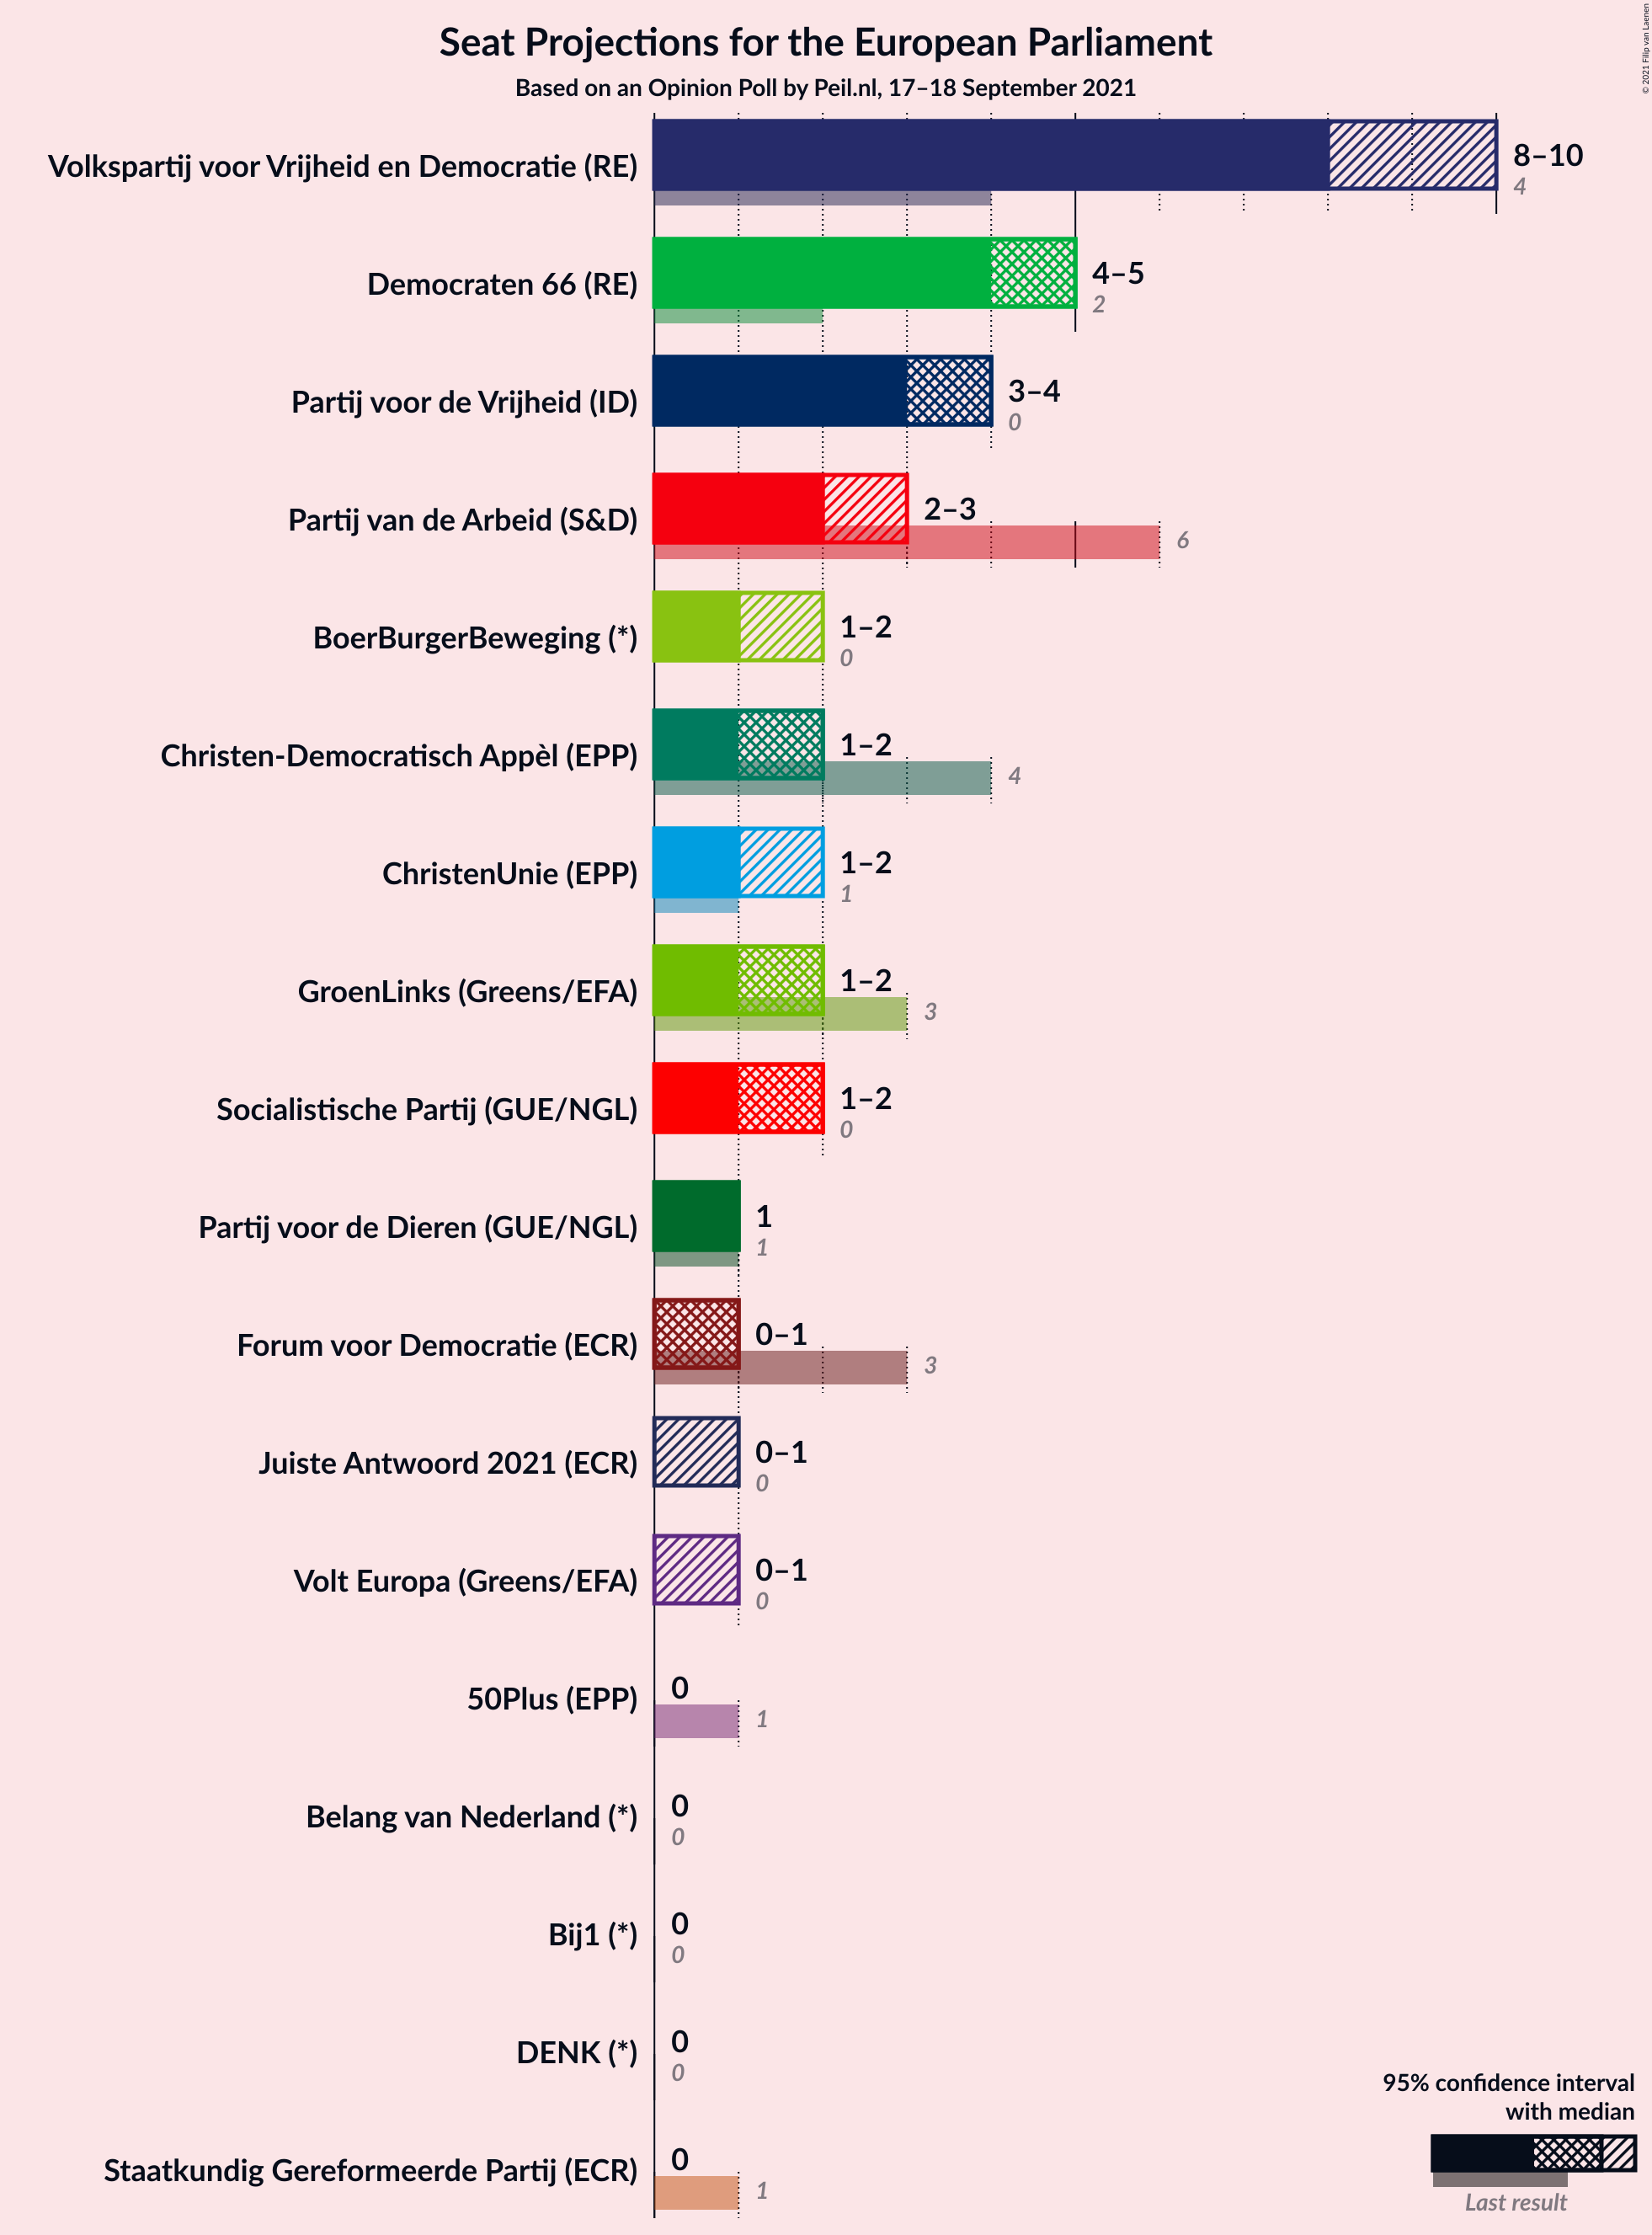 Seat Projections for the European Parliament
Based on an Opinion Poll by Peil.nl, 17–18 September 2021
© 2021 Filip van Laenen
Volkspartij voor Vrijheid en Democratie (RE)
8–10
4
Democraten 66 (RE)
4–5
2
Partij voor de Vrijheid (ID)
3–4
0
Partij van de Arbeid (S&D)
2–3
6
BoerBurgerBeweging (*)
1–2
0
Christen-Democratisch Appèl (EPP)
1–2
4
ChristenUnie (EPP)
1–2
1
GroenLinks (Greens/EFA)
1–2
3
Socialistische Partij (GUE/NGL)
1–2
0
Partij voor de Dieren (GUE/NGL)
1
1
Forum voor Democratie (ECR)
0–1
3
Juiste Antwoord 2021 (ECR)
0–1
0
Volt Europa (Greens/EFA)
0–1
0
50Plus (EPP)
0
1
Belang van Nederland (*)
0
0
Bij1 (*)
0
0
DENK (*)
0
0
Staatkundig Gereformeerde Partij (ECR)
0
1
95% confidence interval
with median
Last result